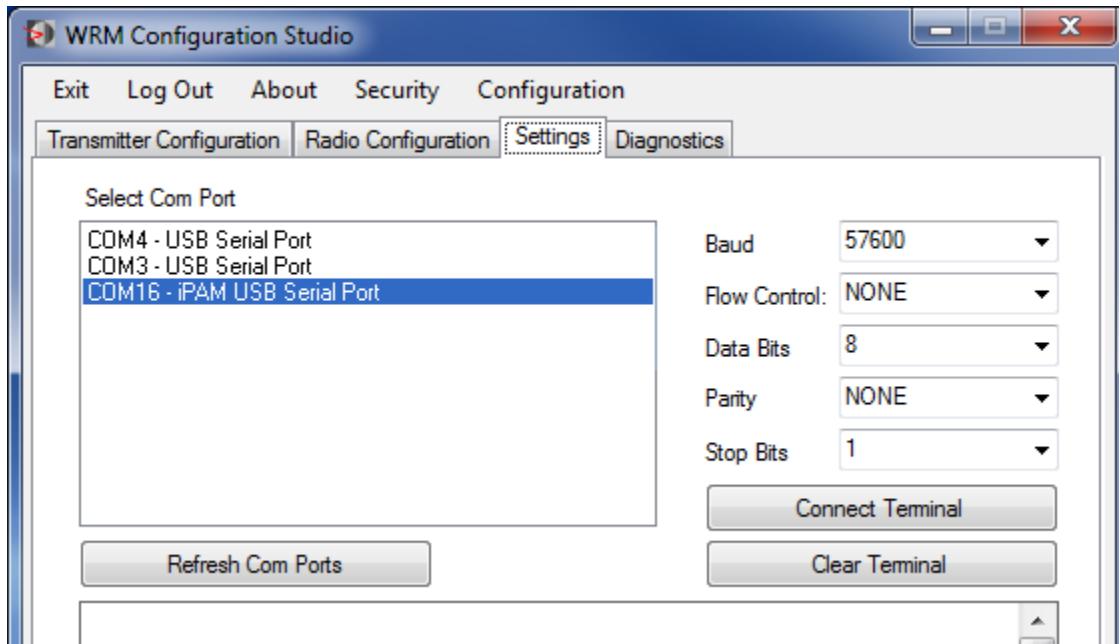 WRM Configuration Studio
Exit Log Out About Security Configuration
Transmitter Configuration Radio Configuration Settings Diagnostics
Select Com Port
COM4 - USB Serial Port
COM3 - USB Serial Port
COM16 - iPAM USB Serial Port
Baud 57600
Flow Control: NONE
Data Bits 8
Parity NONE
Stop Bits 1
Connect Terminal
Refresh Com Ports
Clear Terminal